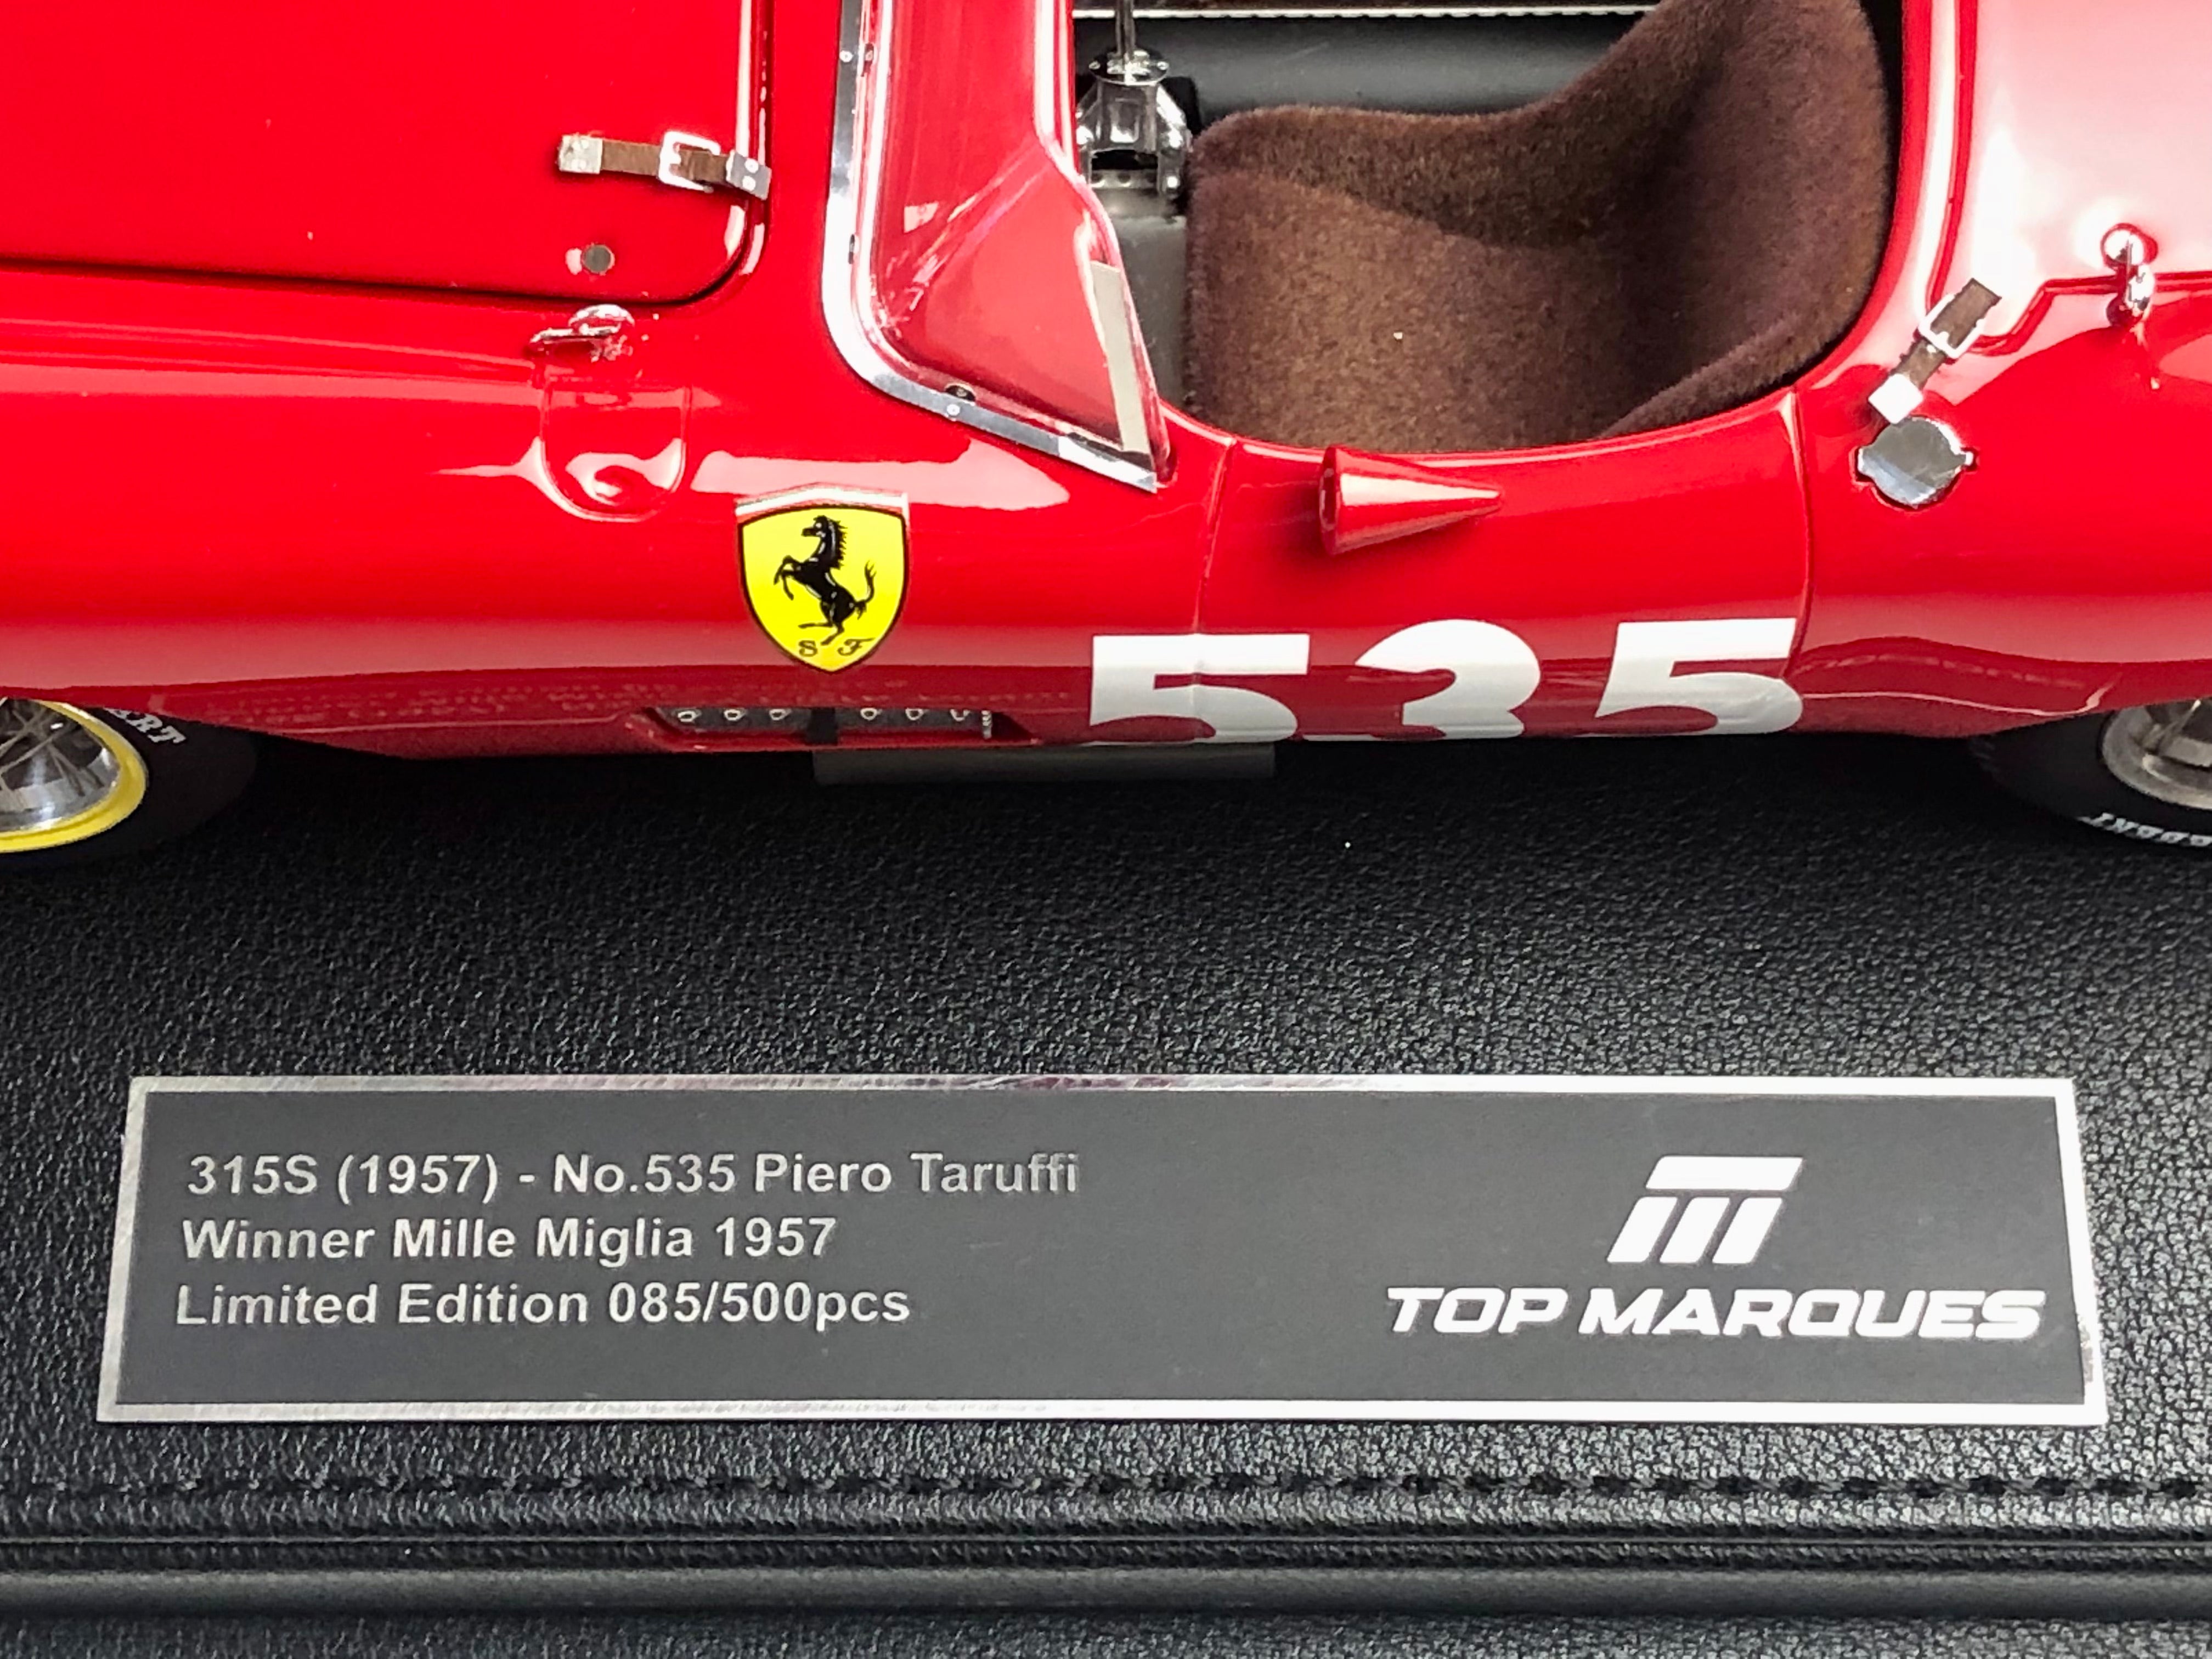 S F
535
315S (1957) - No.535 Piero Taruffi
Winner Mille Miglia 1957
Limited Edition 085/500pcs
TOP MARQUES